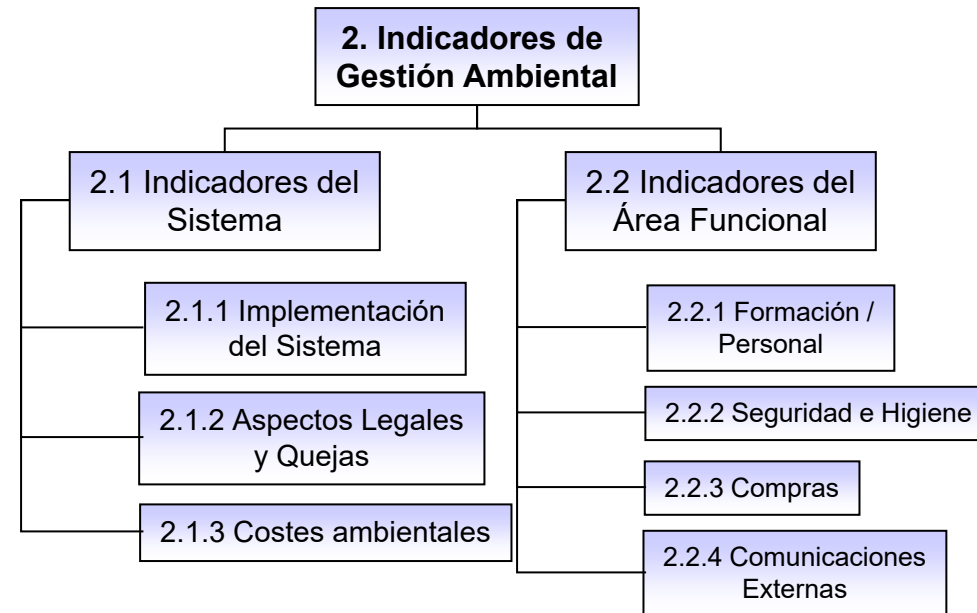 2. Indicadores de
Gestión Ambiental
2.1 Indicadores del
Sistema
2.1.1 Implementación
del Sistema
2.1.2 Aspectos Legales
y Quejas
2.1.3 Costes ambientales
2.2 Indicadores del
Área Funcional
2.2.1 Formación /
Personal
2.2.2 Seguridad e Higiene
2.2.3 Compras
2.2.4 Comunicaciones
Externas